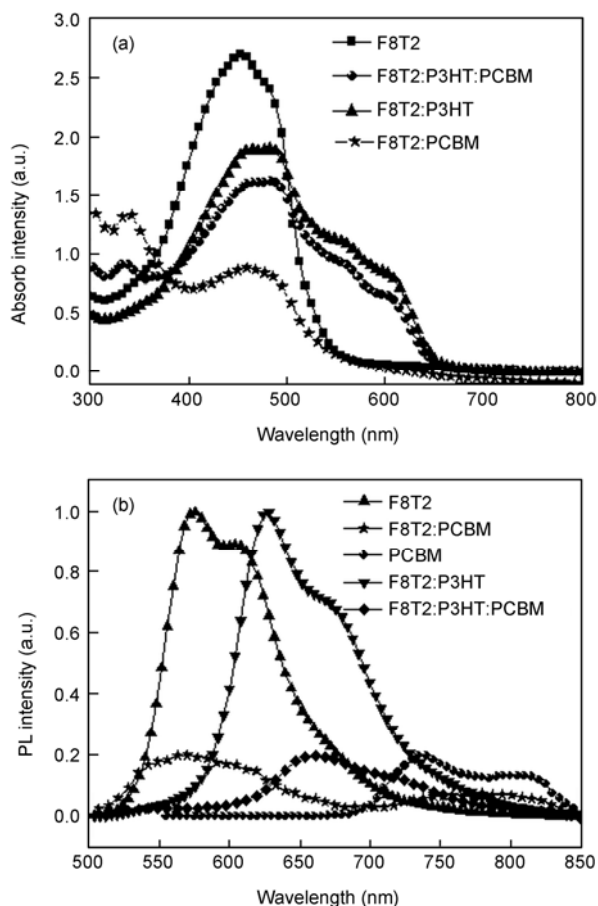 (a)
F8T2
F8T2:P3HT:PCBM
F8T2:P3HT
F8T2:PCBM
3.0
2.5
2.0
1.5
1.0
0.5
0.0
Absorb intensity (a.u.)
300 400 500 600 700 800
Wavelength (nm)
(b)
F8T2
F8T2:PCBM
PCBM
F8T2:P3HT
F8T2:P3HT:PCBM
1.0
0.8
0.6
0.4
0.2
0.0
PL intensity (a.u.)
500 550 600 650 700 750 800 850
Wavelength (nm)